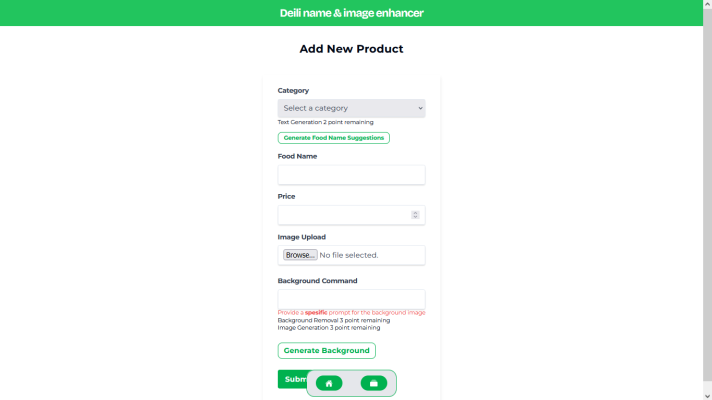 Deili name & image enhancer
Add New Product
Category
Select a category
Text Generation 2 point remaining
Generate Food Name Suggestions
Food Name
Price
Image Upload
Browse... No file selected.
Background Command
Provide a spesific prompt for the background image
Background Removal 3 point remaining
Image Generation 3 point remaining
Generate Background